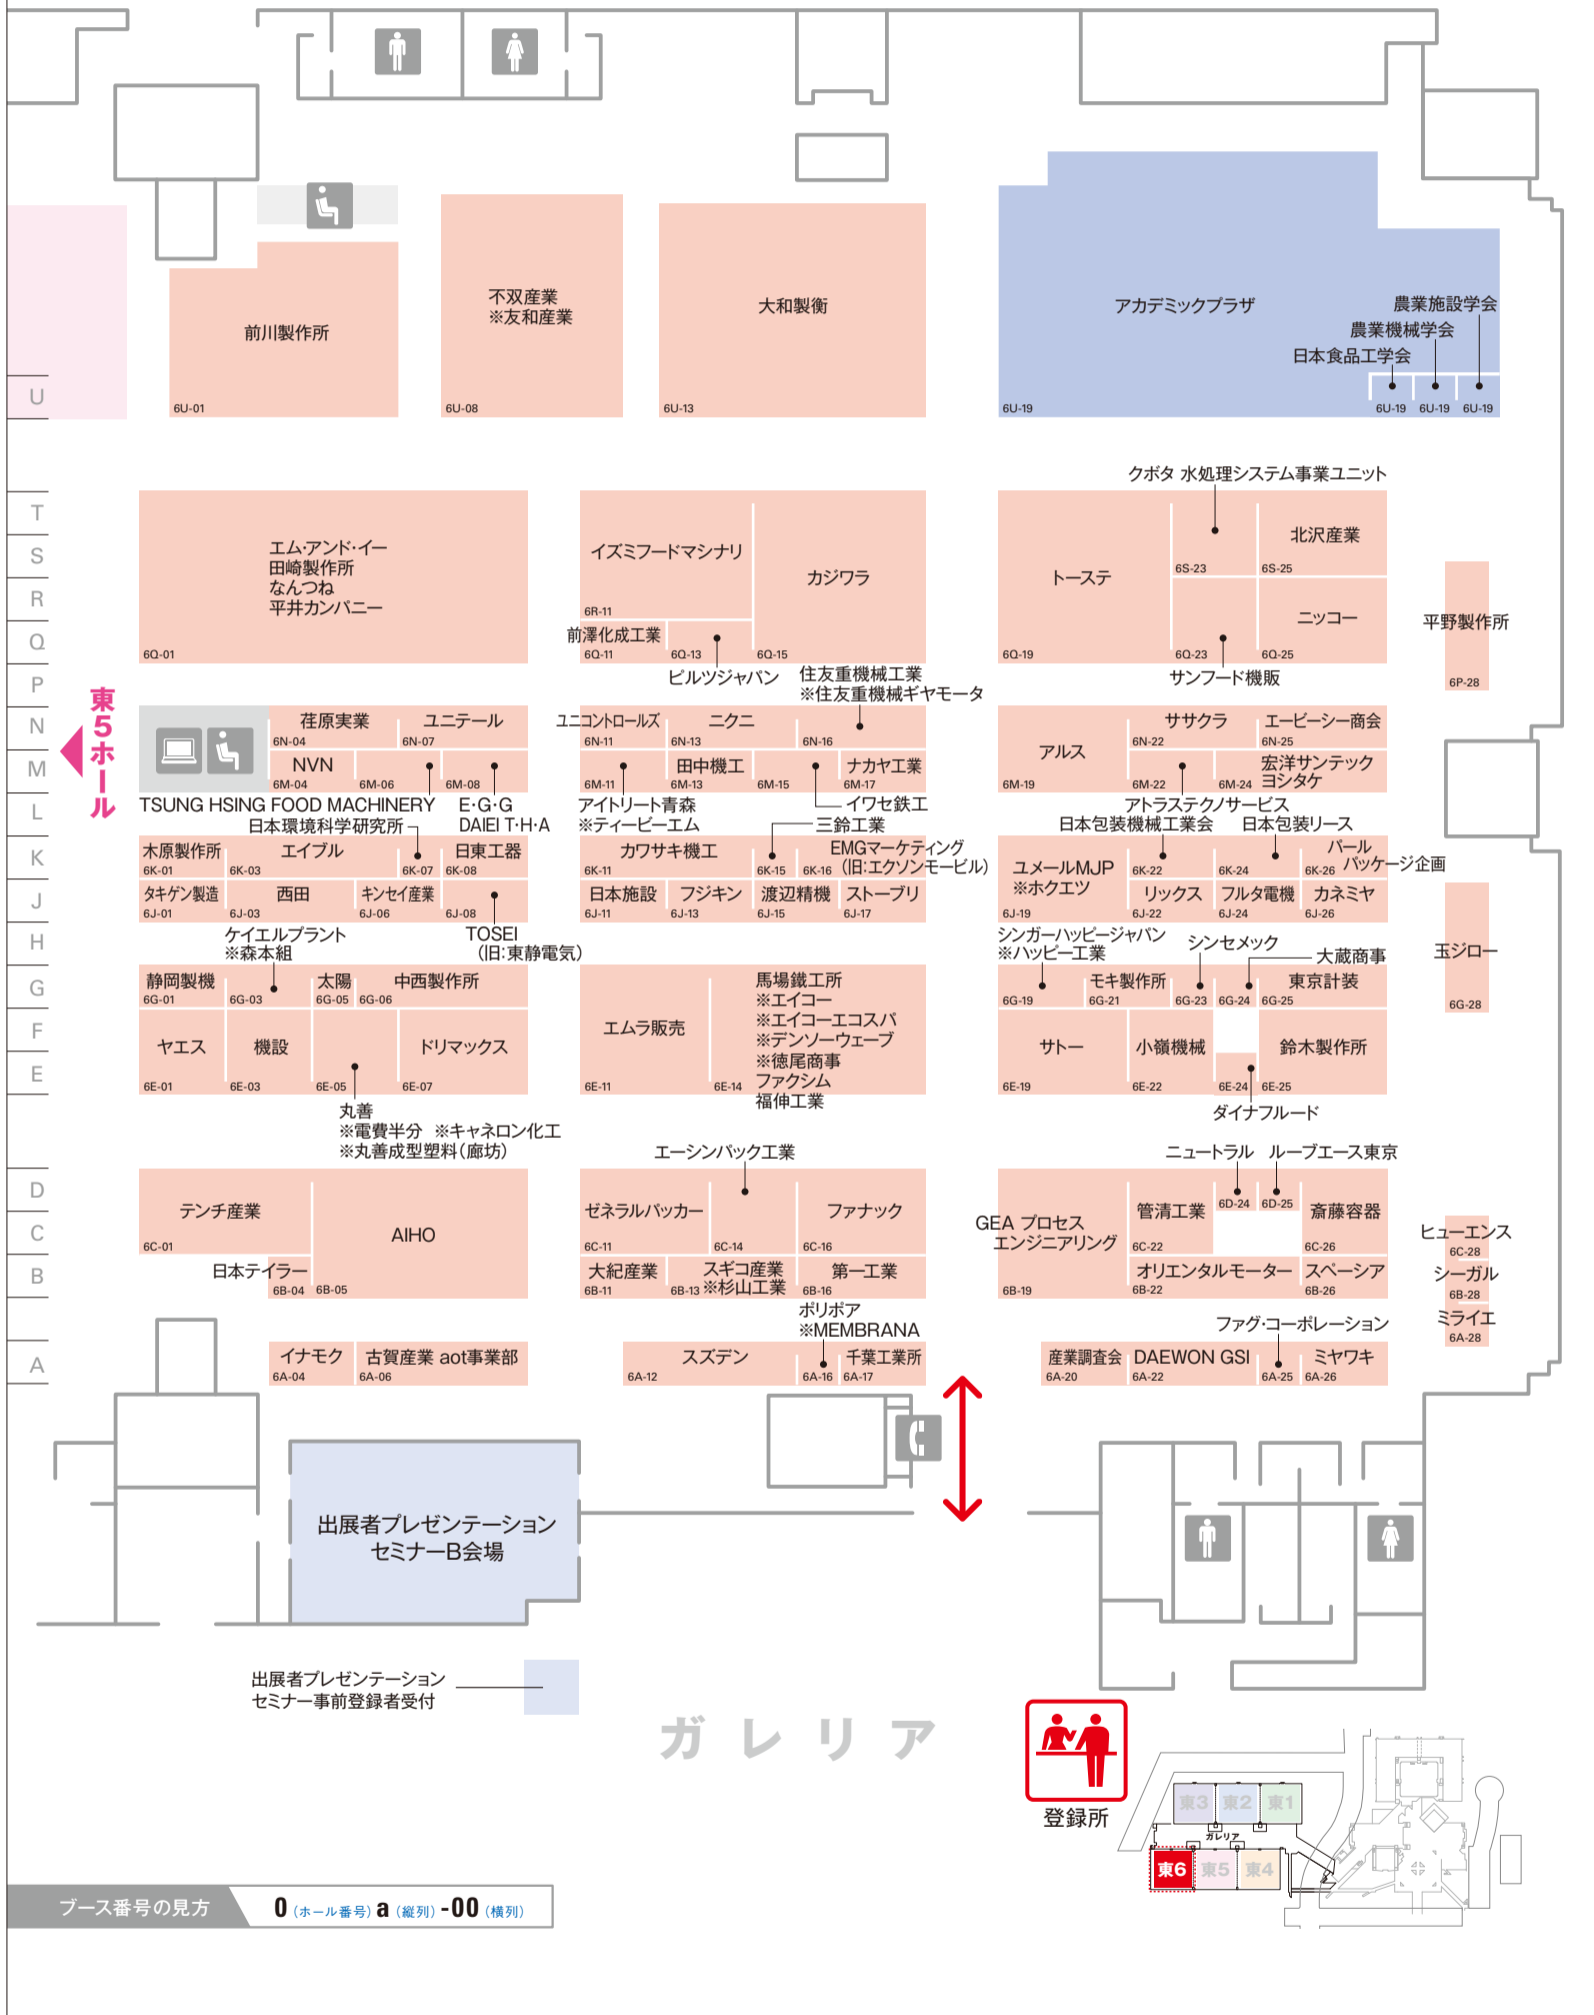 前川製作所
6U-01
不双産業
※友和産業
6U-08
大和製衡
6U-13
アカデミックプラザ
6U-19
農業施設学会
農業機械学会
日本食品工学会
6U-19
6U-19
6U-19
U
クボタ 水処理システム事業ユニット
T
S
R
Q
エム・アンド・イー
田崎製作所
なんつね
平井カンパニー
6Q-01
イズミフードマシナリ
6R-11
カジワラ
6Q-15
前澤化成工業
6Q-11
6Q-13
ピルツジャパン
トーステ
6Q-19
6S-23
北沢産業
6S-25
6Q-23
サンフード機販
ニッコー
6Q-25
平野製作所
6P-28
P
N
M
L
東5ホール
荏原実業
6N-04
ユニテール
6N-07
NVN
6M-04
6M-06
6M-08
TSUNG HSING FOOD MACHINERY
E・G・G
DAIEI T・H・A
住友重機械工業
※住友重機械ギヤモータ
ユニコントロールズ
6N-11
ニクニ
6N-13
6N-16
6M-11
田中機工
6M-13
6M-15
ナカヤ工業
6M-17
アイトリート青森
※ティービーエム
イワセ鉄工
三鈴工業
アルス
6M-19
ササクラ
6N-22
エービーシー商会
6N-25
6M-22
6M-24
宏洋サンテック
ヨシタケ
アトラステクノサービス
日本包装機械工業会
日本包装リース
日本環境科学研究所
K
J
H
木原製作所
6K-01
エイブル
6K-03
6K-07
日東工器
6K-08
タキゲン製造
6J-01
西田
6J-03
キンセイ産業
6J-06
6J-08
TOSEI
(旧:東静電気)
カワサキ機工
6K-11
6K-15
6K-16
EMGマーケティング
(旧:エクソンモービル)
日本施設
6J-11
フジキン
6J-13
渡辺精機
6J-15
ストーブリ
6J-17
ユメールMJP
※ホクエツ
6J-19
6K-22
6K-24
6K-26
パール
パッケージ企画
リックス
6J-22
フルタ電機
6J-24
カネミヤ
6J-26
玉ジロー
6G-28
ケイエルプラント
※森本組
シンガーハッピージャパン
※ハッピー工業
シンセメック
大蔵商事
G
F
E
静岡製機
6G-01
6G-03
太陽
6G-05
中西製作所
6G-06
ヤエス
6E-01
機設
6E-03
6E-05
ドリマックス
6E-07
丸善
※電費半分 ※キャネロン化工
※丸善成型塑料(廊坊)
エムラ販売
6E-11
馬場鐵工所
※エイコー
※エイコーエコスパ
※デンソーウェーブ
※徳尾商事
ファクシム
福伸工業
6E-14
6G-19
モキ製作所
6G-21
6G-23
6G-24
東京計装
6G-25
サトー
6E-19
小嶺機械
6E-22
6E-24
鈴木製作所
6E-25
ダイナフルード
エーシンパック工業
ニュートラル
ルーブエース東京
D
C
B
テンチ産業
6C-01
日本テイラー
6B-04
AIHO
6B-05
ゼネラルパッカー
6C-11
6C-14
ファナック
6C-16
大紀産業
6B-11
スギコ産業
※杉山工業
6B-13
第一工業
6B-16
ポリポア
※MEMBRANA
GEA プロセス
エンジニアリング
6B-19
管清工業
6C-22
6D-24
6D-25
斎藤容器
6C-26
オリエンタルモーター
6B-22
スペーシア
6B-26
ヒューエンス
6C-28
シーガル
6B-28
ミライエ
6A-28
ファグ・コーポレーション
A
イナモク
6A-04
古賀産業 aot事業部
6A-06
スズデン
6A-12
6A-16
千葉工業所
6A-17
産業調査会
6A-20
DAEWON GSI
6A-22
6A-25
ミヤワキ
6A-26
出展者プレゼンテーション
セミナーB会場
出展者プレゼンテーション
セミナー事前登録者受付
ガレリア
登録所
東3
東2
東1
ガレリア
東6
東5
東4
ブース番号の見方
0 (ホール番号) a (縦列) -00 (横列)